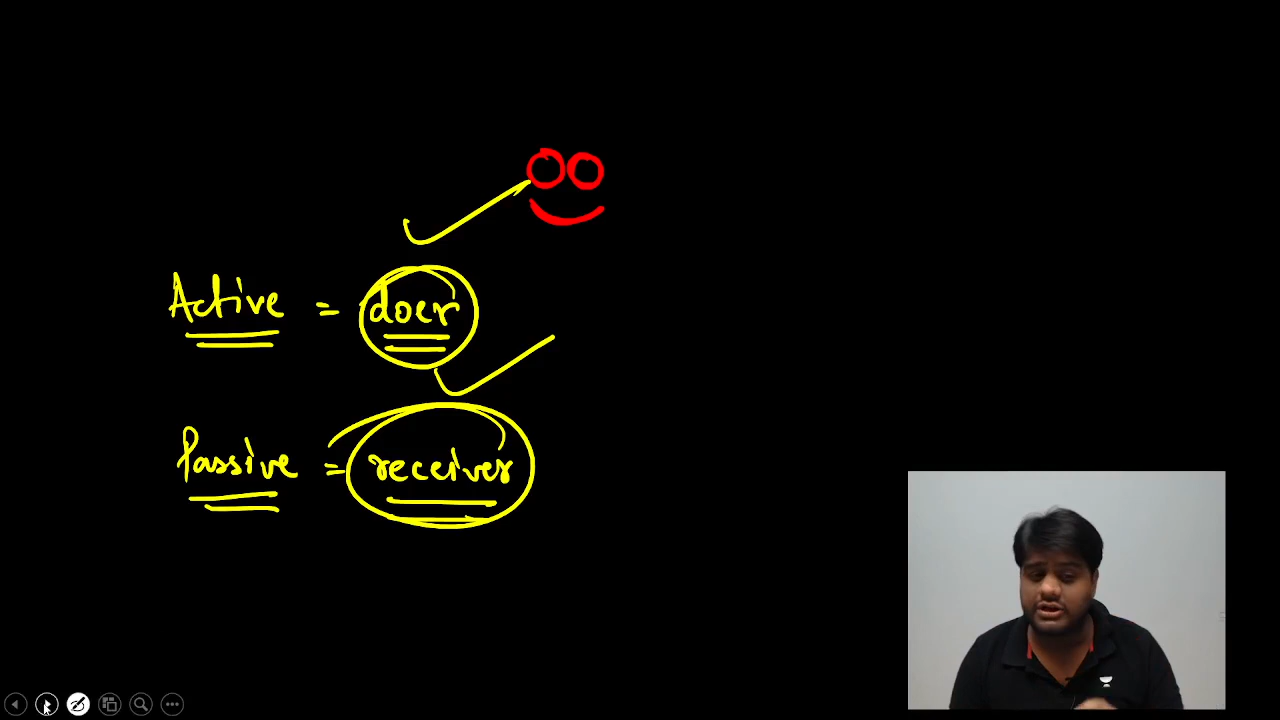 Active = doer
Passive = receiver